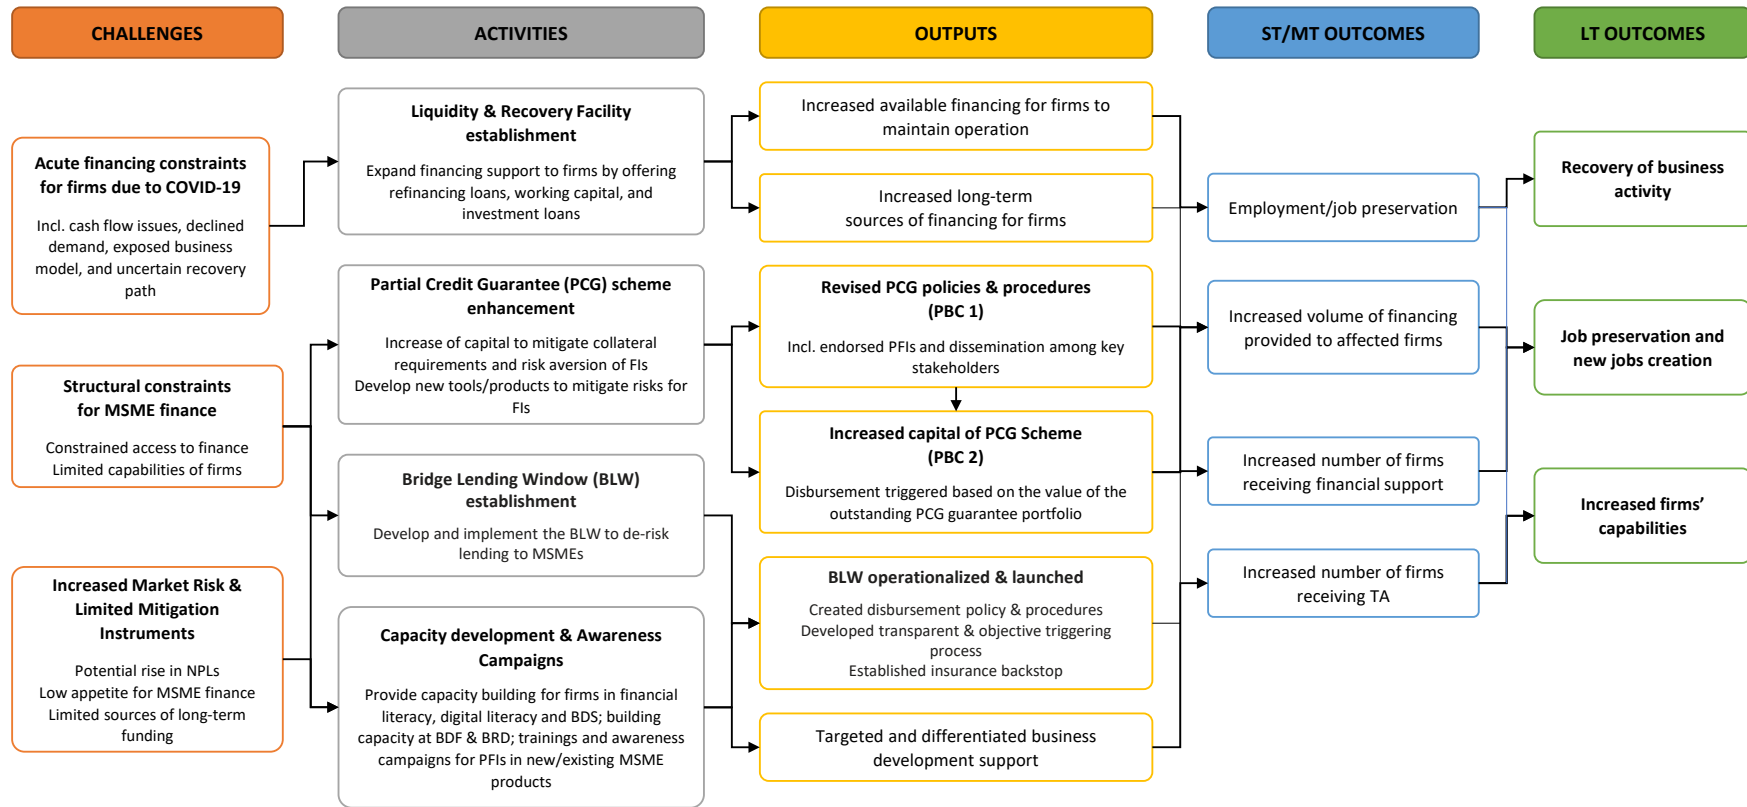 CHALLENGES
ACTIVITIES
OUTPUTS
ST/MT OUTCOMES
LT OUTCOMES
Acute financing constraints
for firms due to COVID-19
Incl. cash flow issues, declined
demand, exposed business
model, and uncertain recovery
path
Structural constraints
for MSME finance
Constrained access to finance
Limited capabilities of firms
Increased Market Risk &
Limited Mitigation
Instruments
Potential rise in NPLs
Low appetite for MSME finance
Limited sources of long-term
funding
Liquidity & Recovery Facility
establishment
Expand financing support to firms by offering
refinancing loans, working capital, and
investment loans
Partial Credit Guarantee (PCG) scheme
enhancement
Increase of capital to mitigate collateral
requirements and risk aversion of FIs
Develop new tools/products to mitigate risks for
FIs
Bridge Lending Window (BLW)
establishment
Develop and implement the BLW to de-risk
lending to MSMEs
Capacity development & Awareness
Campaigns
Provide capacity building for firms in financial
literacy, digital literacy and BDS; building
capacity at BDF & BRD; trainings and awareness
campaigns for PFIs in new/existing MSME
products
Increased available financing for firms to
maintain operation
Increased long-term
sources of financing for firms
Revised PCG policies & procedures
(PBC 1)
Incl. endorsed PFIs and dissemination among key
stakeholders
Increased capital of PCG Scheme
(PBC 2)
Disbursement triggered based on the value of the
outstanding PCG guarantee portfolio
BLW operationalized & launched
Created disbursement policy & procedures
Developed transparent & objective triggering
process
Established insurance backstop
Targeted and differentiated business
development support
Employment/job preservation
Increased volume of financing
provided to affected firms
Increased number of firms
receiving financial support
Increased number of firms
receiving TA
Recovery of business
activity
Job preservation and
new jobs creation
Increased firms’
capabilities